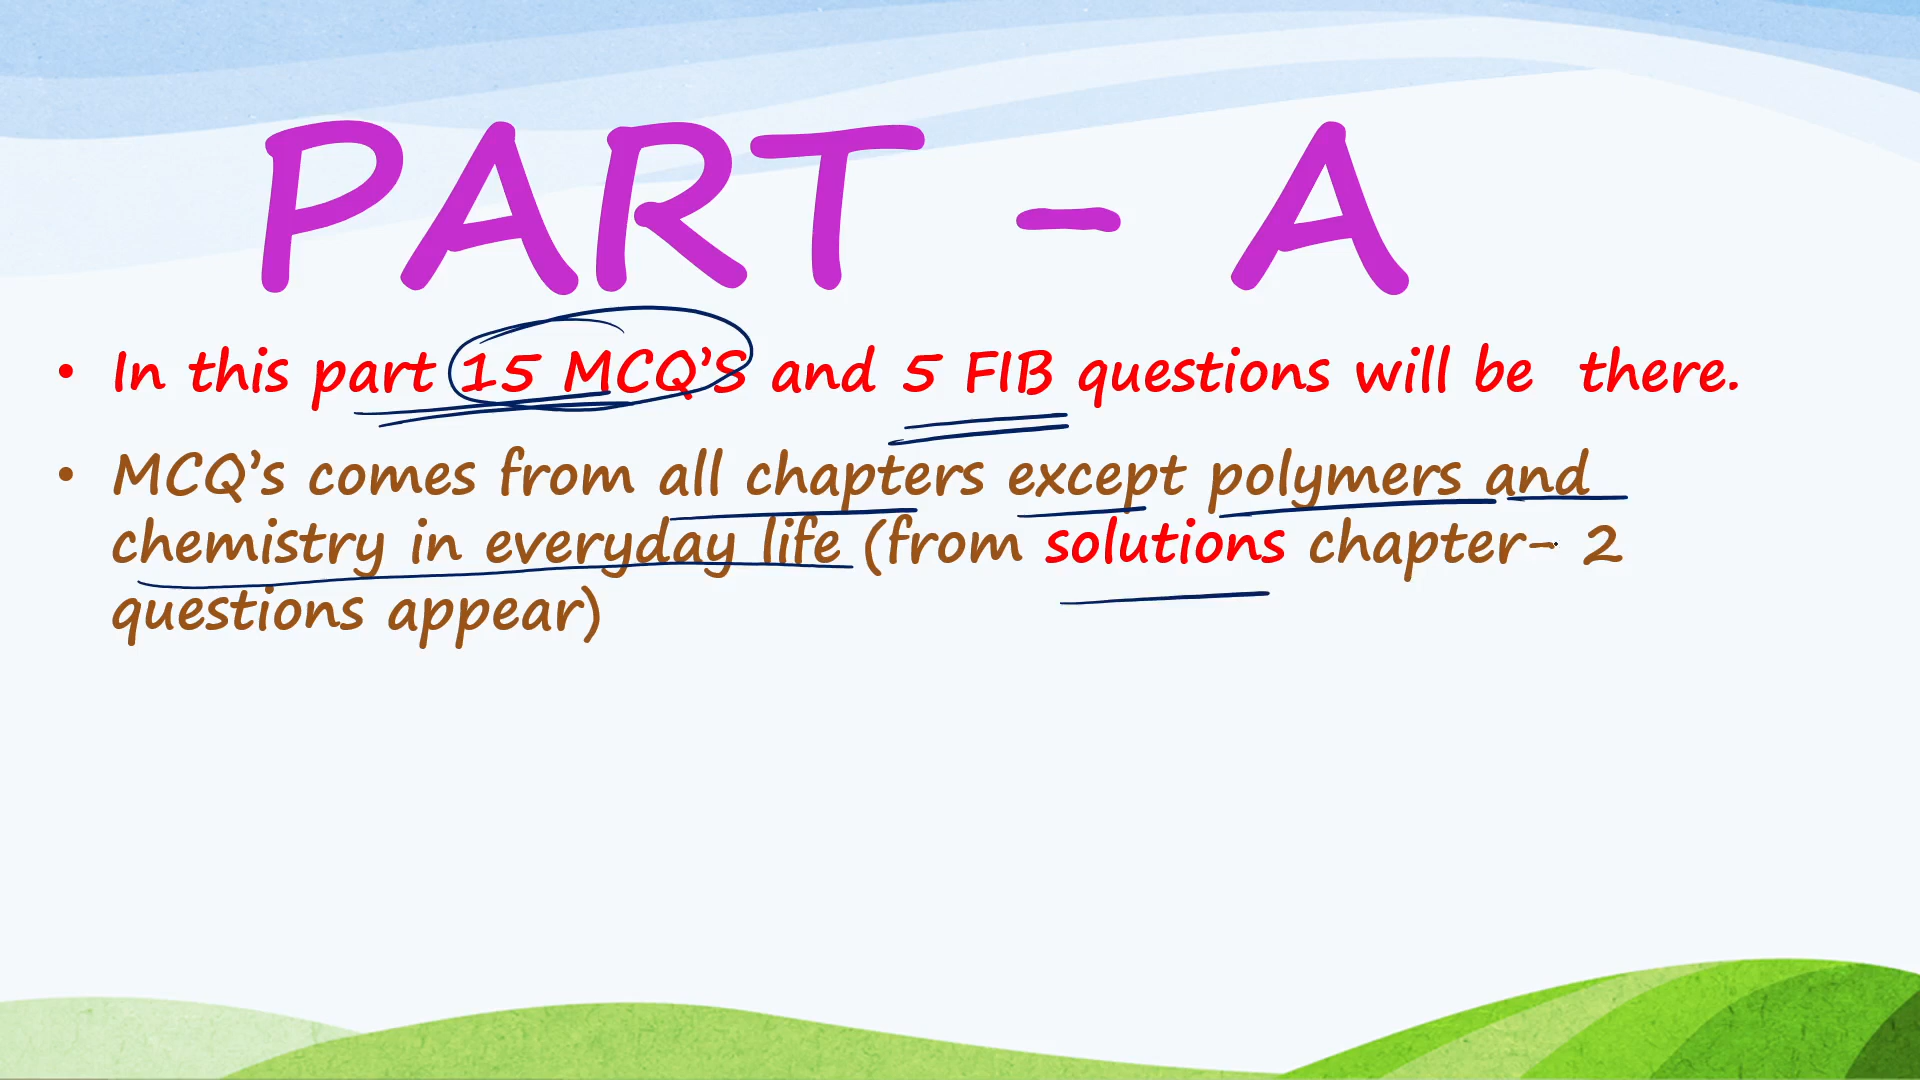 PART - A
• In this part 15 MCQ'S and 5 FIB questions will be there.
• MCQ's comes from all chapters except polymers and
chemistry in everyday life (from solutions chapter- 2
questions appear)